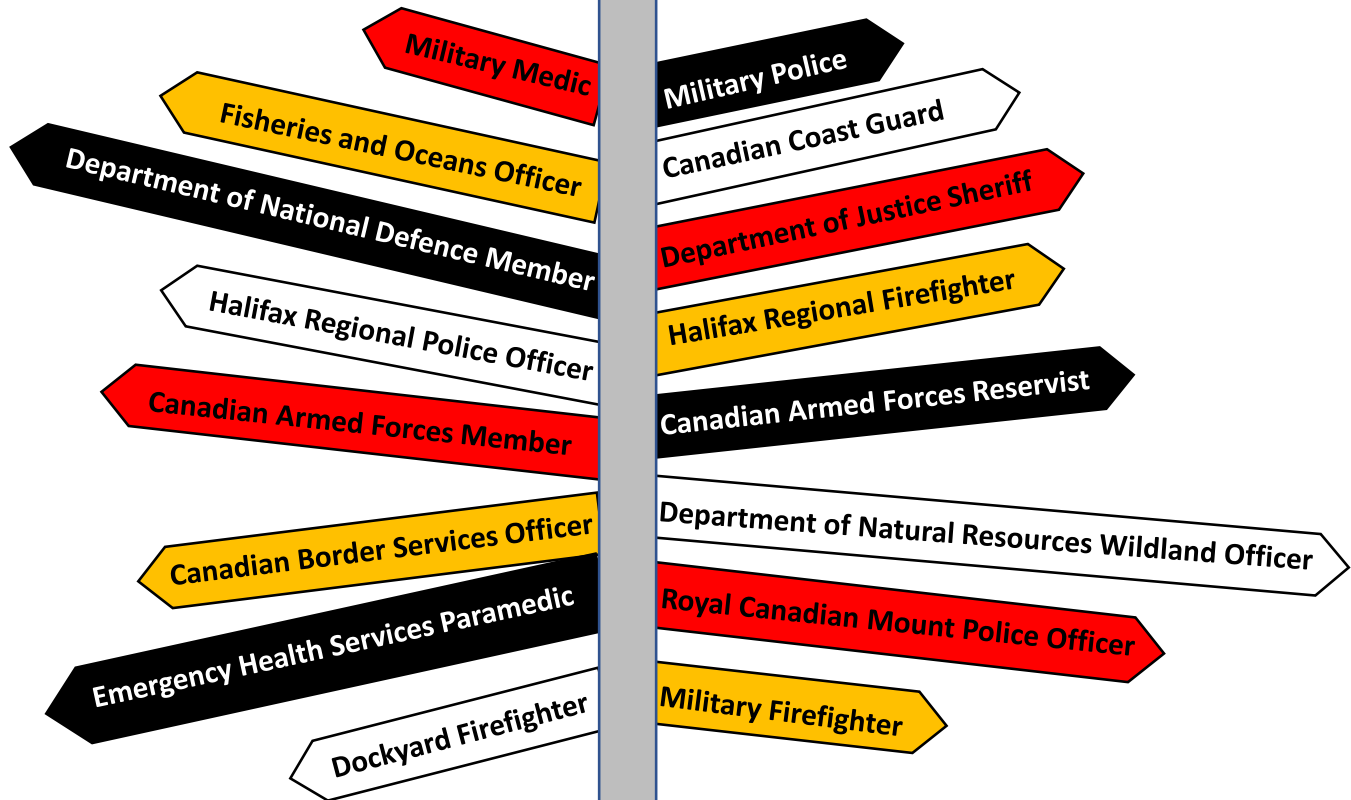 Military Medic
Fisheries and Oceans Officer
Department of National Defence Member
Halifax Regional Police Officer
Canadian Armed Forces Member
Canadian Border Services Officer
Emergency Health Services Paramedic
Dockyard Firefighter
Military Police
Canadian Coast Guard
Department of Justice Sheriff
Halifax Regional Firefighter
Canadian Armed Forces Reservist
Department of Natural Resources Wildland Officer
Royal Canadian Mount Police Officer
Military Firefighter